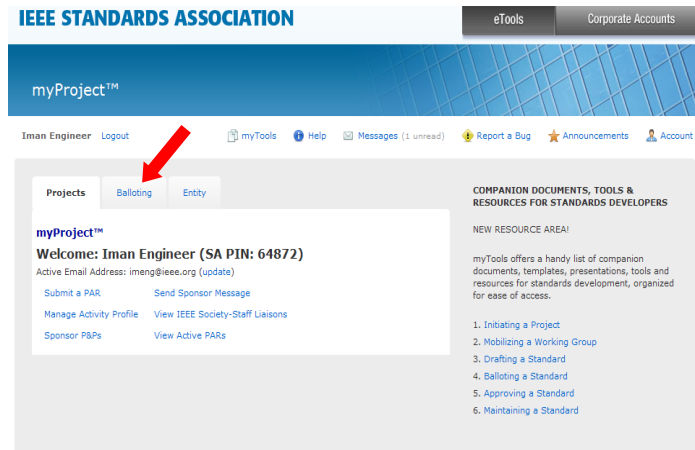 IEEE STANDARDS ASSOCIATION
eTools
Corporate Accounts
myProject™
Iman Engineer Logout
myTools
Help
Messages (1 unread)
Report a Bug
Announcements
Account
Projects
Balloting
Entity
myProject™
Welcome: Iman Engineer (SA PIN: 64872)
Active Email Address: imeng@ieee.org (update)
Submit a PAR
Send Sponsor Message
Manage Activity Profile
View IEEE Society-Staff Liaisons
Sponsor P&Ps
View Active PARs
COMPANION DOCUMENTS, TOOLS &
RESOURCES FOR STANDARDS DEVELOPERS
NEW RESOURCE AREA!
myTools offers a handy list of companion
documents, templates, presentations, tools and
resources for standards development, organized
for ease of access.
1. Initiating a Project
2. Mobilizing a Working Group
3. Drafting a Standard
4. Balloting a Standard
5. Approving a Standard
6. Maintaining a Standard